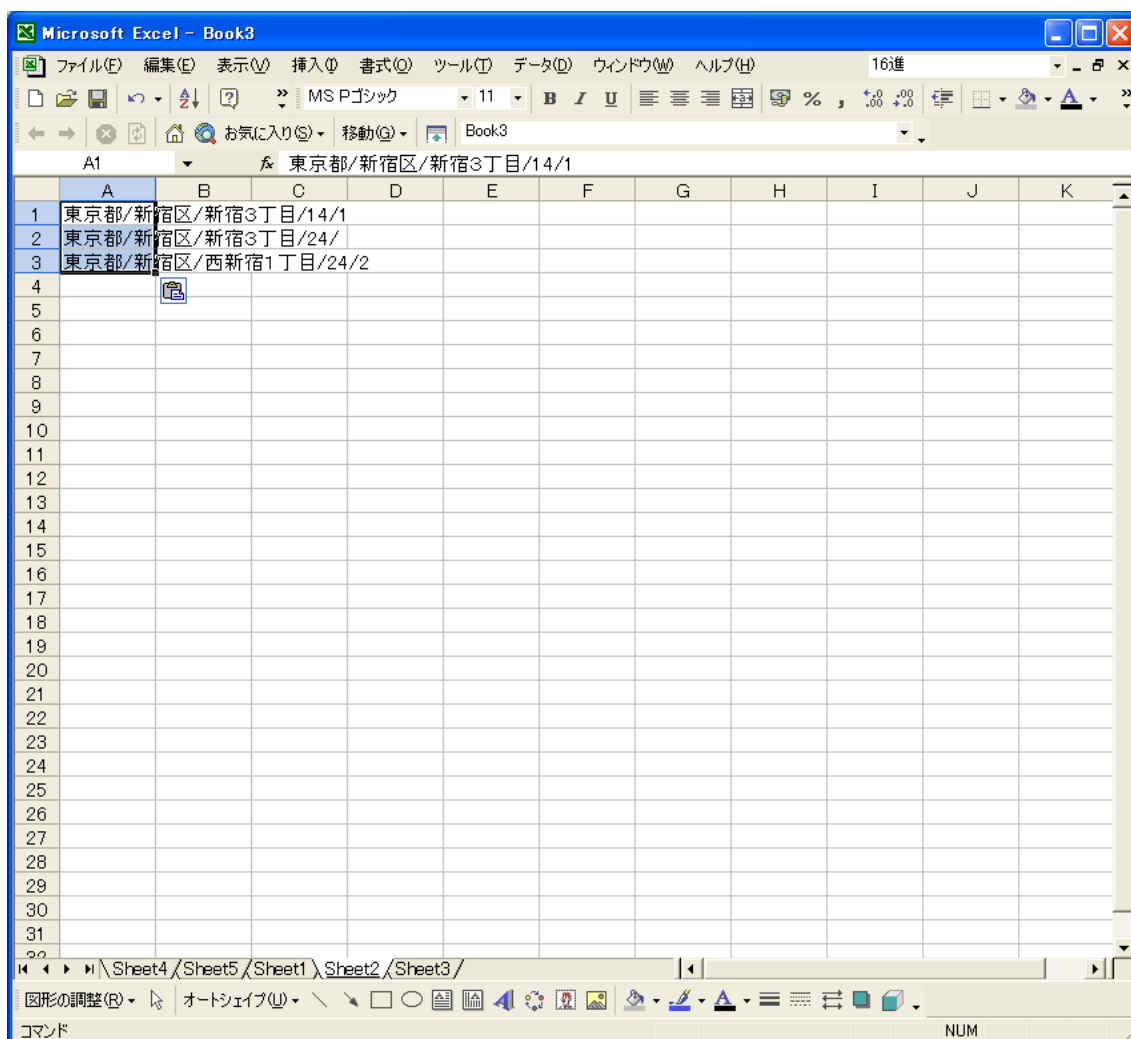 Microsoft Excel - Book3
ファイル(F) 編集(E) 表示(V) 挿入(I) 書式(O) ツール(T) データ(D) ウィンドウ(W) ヘルプ(H) 16進
MS Pゴシック 11 B I U % ,
お気に入り(S) 移動(G) Book3
A1 fx 東京都/新宿区/新宿3丁目/14/1
A B C D E F G H I J K
1 東京都/新宿区/新宿3丁目/14/1
2 東京都/新宿区/新宿3丁目/24/
3 東京都/新宿区/西新宿1丁目/24/2
4
5
6
7
8
9
10
11
12
13
14
15
16
17
18
19
20
21
22
23
24
25
26
27
28
29
30
31
32
Sheet4 Sheet5 Sheet1 Sheet2 Sheet3
図形の調整(R) オートシェイプ(U) A
コマンド NUM